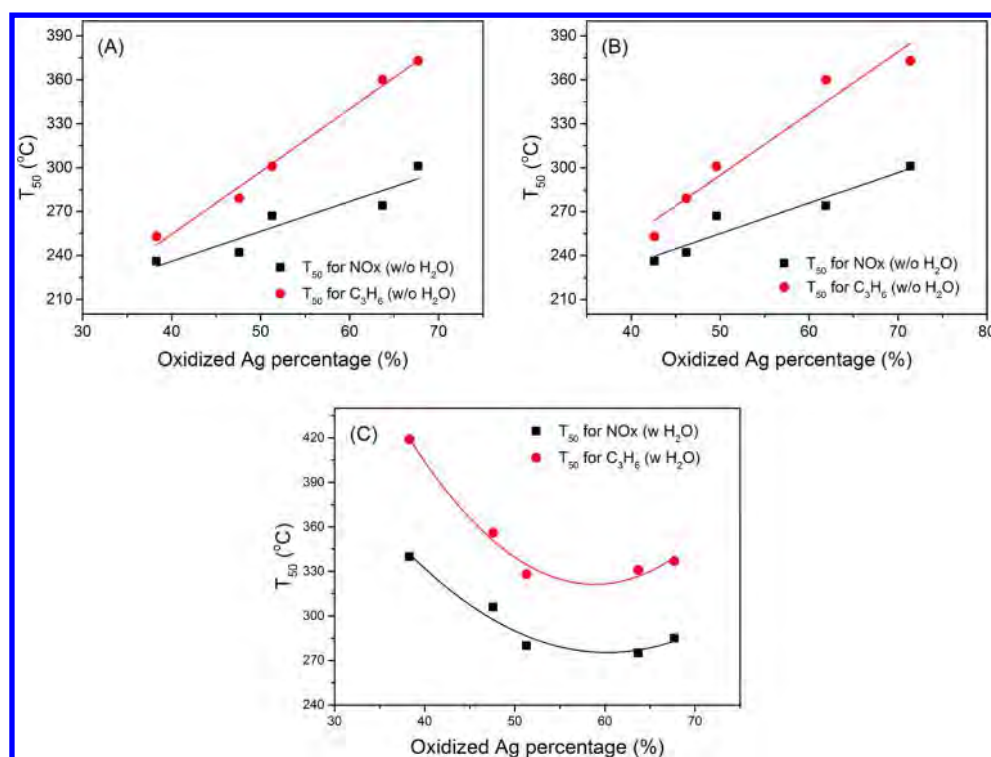 (A)
390
360
330
300
270
240
210
T₅₀ (°C)
T₅₀ for NOx (w/o H₂O)
T₅₀ for C₃H₆ (w/o H₂O)
30 40 50 60 70
Oxidized Ag percentage (%)
(B)
390
360
330
300
270
240
210
T₅₀ (°C)
T₅₀ for NOx (w/o H₂O)
T₅₀ for C₃H₆ (w/o H₂O)
40 50 60 70 80
Oxidized Ag percentage (%)
(C)
420
390
360
330
300
270
240
T₅₀ (°C)
T₅₀ for NOx (w H₂O)
T₅₀ for C₃H₆ (w H₂O)
30 40 50 60 70
Oxidized Ag percentage (%)